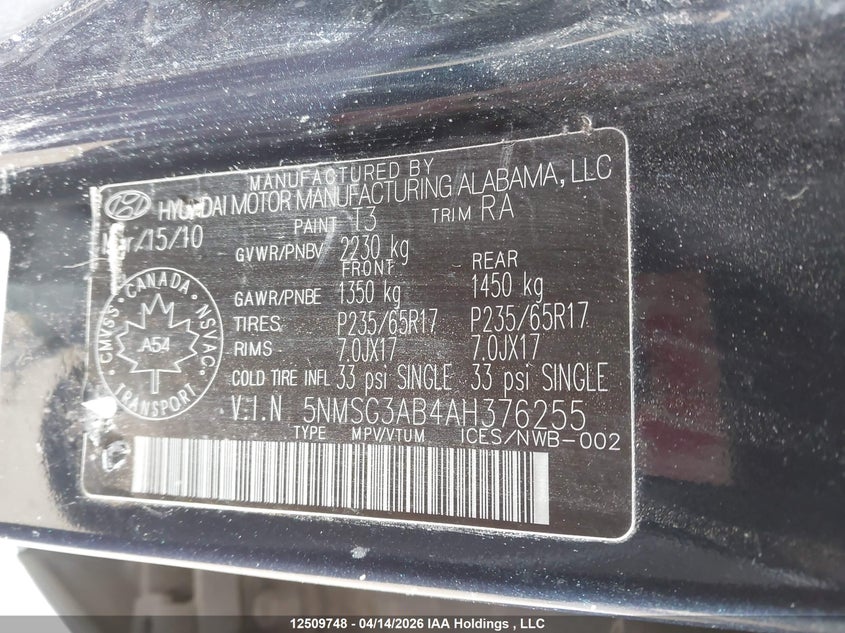 MANUFACTURED BY
HYUNDAI MOTOR MANUFACTURING ALABAMA, LLC
PAINT T3 TRIM RA
Mar/15/10
GVWR/PNBV 2230 kg
FRONT REAR
GAWR/PNBE 1350 kg 1450 kg
TIRES P235/65R17 P235/65R17
RIMS 7.0JX17 7.0JX17
COLD TIRE INFL 33 psi SINGLE 33 psi SINGLE
V.I.N 5NMSG3AB4AH376255
TYPE MPV/VTUM ICES/NWB-002
CMVSS • CANADA • NSVAC • TRANSPORT
A54
12509748 - 04/14/2026 IAA Holdings , LLC